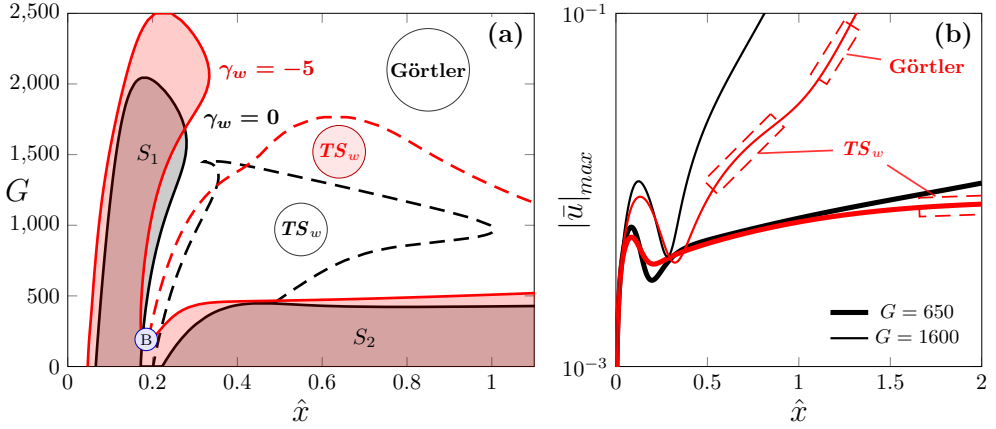 2,500
2,000
1,500
1,000
500
0
G
0
0.2
0.4
0.6
0.8
1
x̂
(a)
Görtler
γw = −5
γw = 0
S1
TSw
TSw
B
S2
10⁻¹
10⁻³
|ū|max
0
0.5
1
1.5
2
x̂
(b)
Görtler
TSw
G = 650
G = 1600